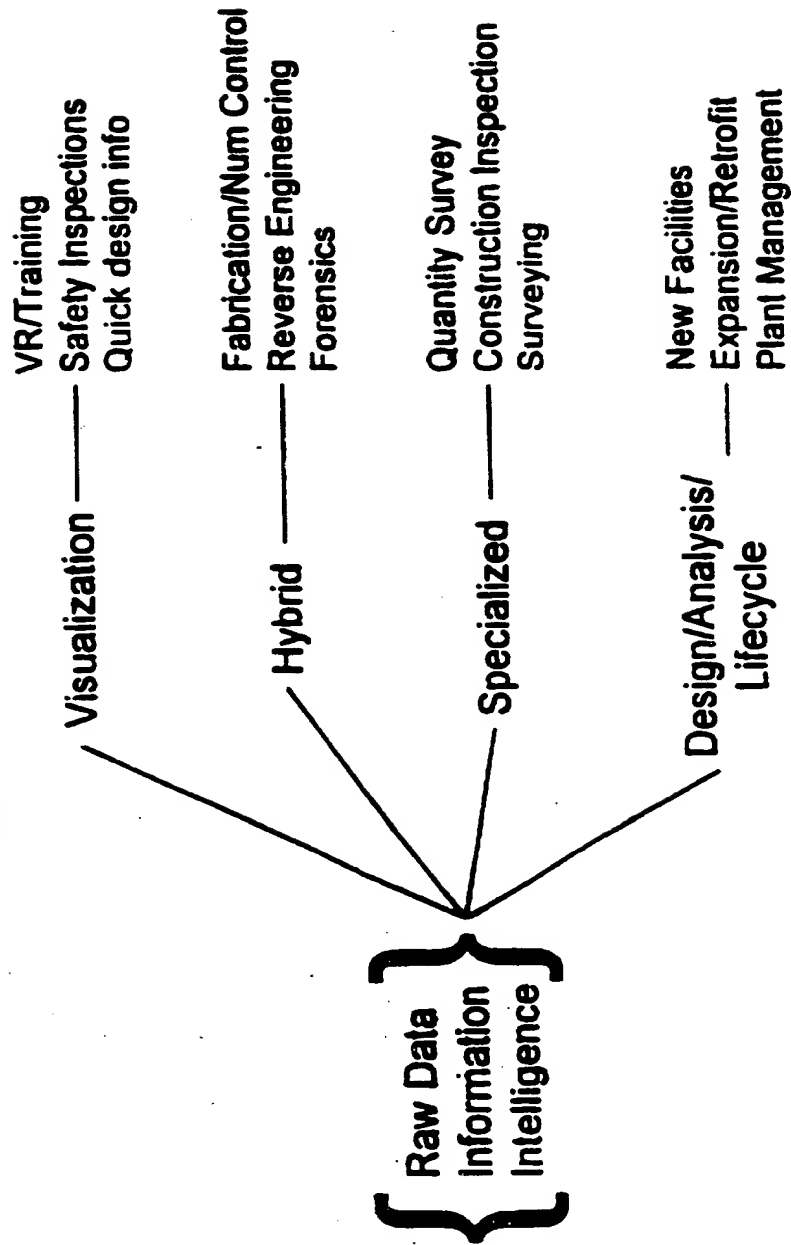 Raw Data
Information
Intelligence
Visualization
VR/Training
Safety Inspections
Quick design info
Hybrid
Fabrication/Num Control
Reverse Engineering
Forensics
Specialized
Quantity Survey
Construction Inspection
Surveying
Design/Analysis/
Lifecycle
New Facilities
Expansion/Retrofit
Plant Management